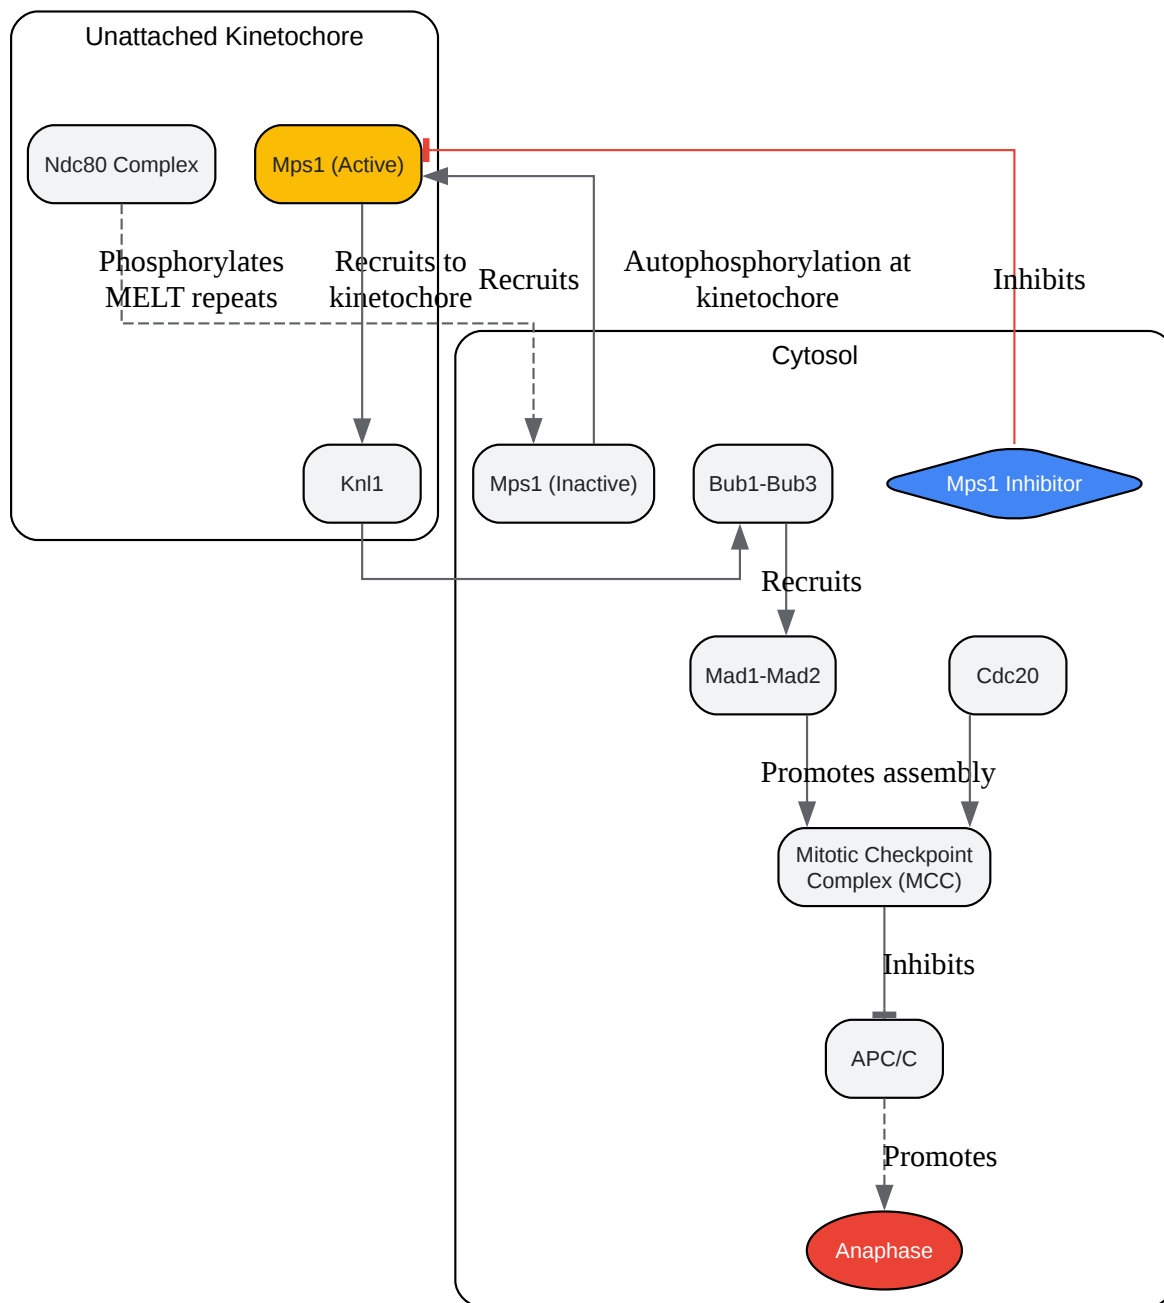 Unattached Kinetochore
Ndc80 Complex
Mps1 (Active)
Phosphorylates
MELT repeats
Recruits to
kinetochore
Recruits
Autophosphorylation at
kinetochore
Inhibits
Cytosol
Knl1
Mps1 (Inactive)
Bub1-Bub3
Mps1 Inhibitor
Recruits
Mad1-Mad2
Cdc20
Promotes assembly
Mitotic Checkpoint
Complex (MCC)
Inhibits
APC/C
Promotes
Anaphase